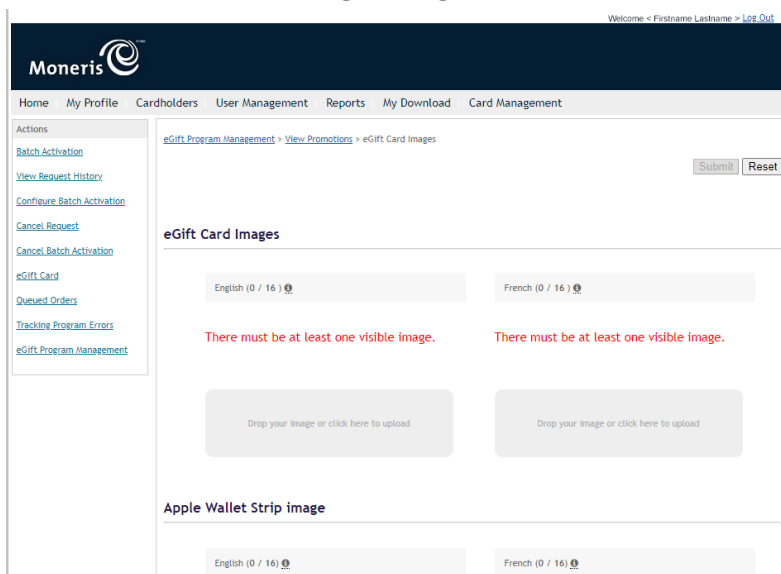 Welcome < Firstname Lastname > Log Out
Moneris
Home My Profile Cardholders User Management Reports My Download Card Management
Actions
Batch Activation
View Request History
Configure Batch Activation
Cancel Request
Cancel Batch Activation
eGift Card
Queued Orders
Tracking Program Errors
eGift Program Management
eGift Program Management > View Promotions > eGift Card Images
Submit Reset
eGift Card Images
English (0 / 16 )
French (0 / 16 )
There must be at least one visible image.
There must be at least one visible image.
Drop your image or click here to upload
Drop your image or click here to upload
Apple Wallet Strip image
English (0 / 16)
French (0 / 16)